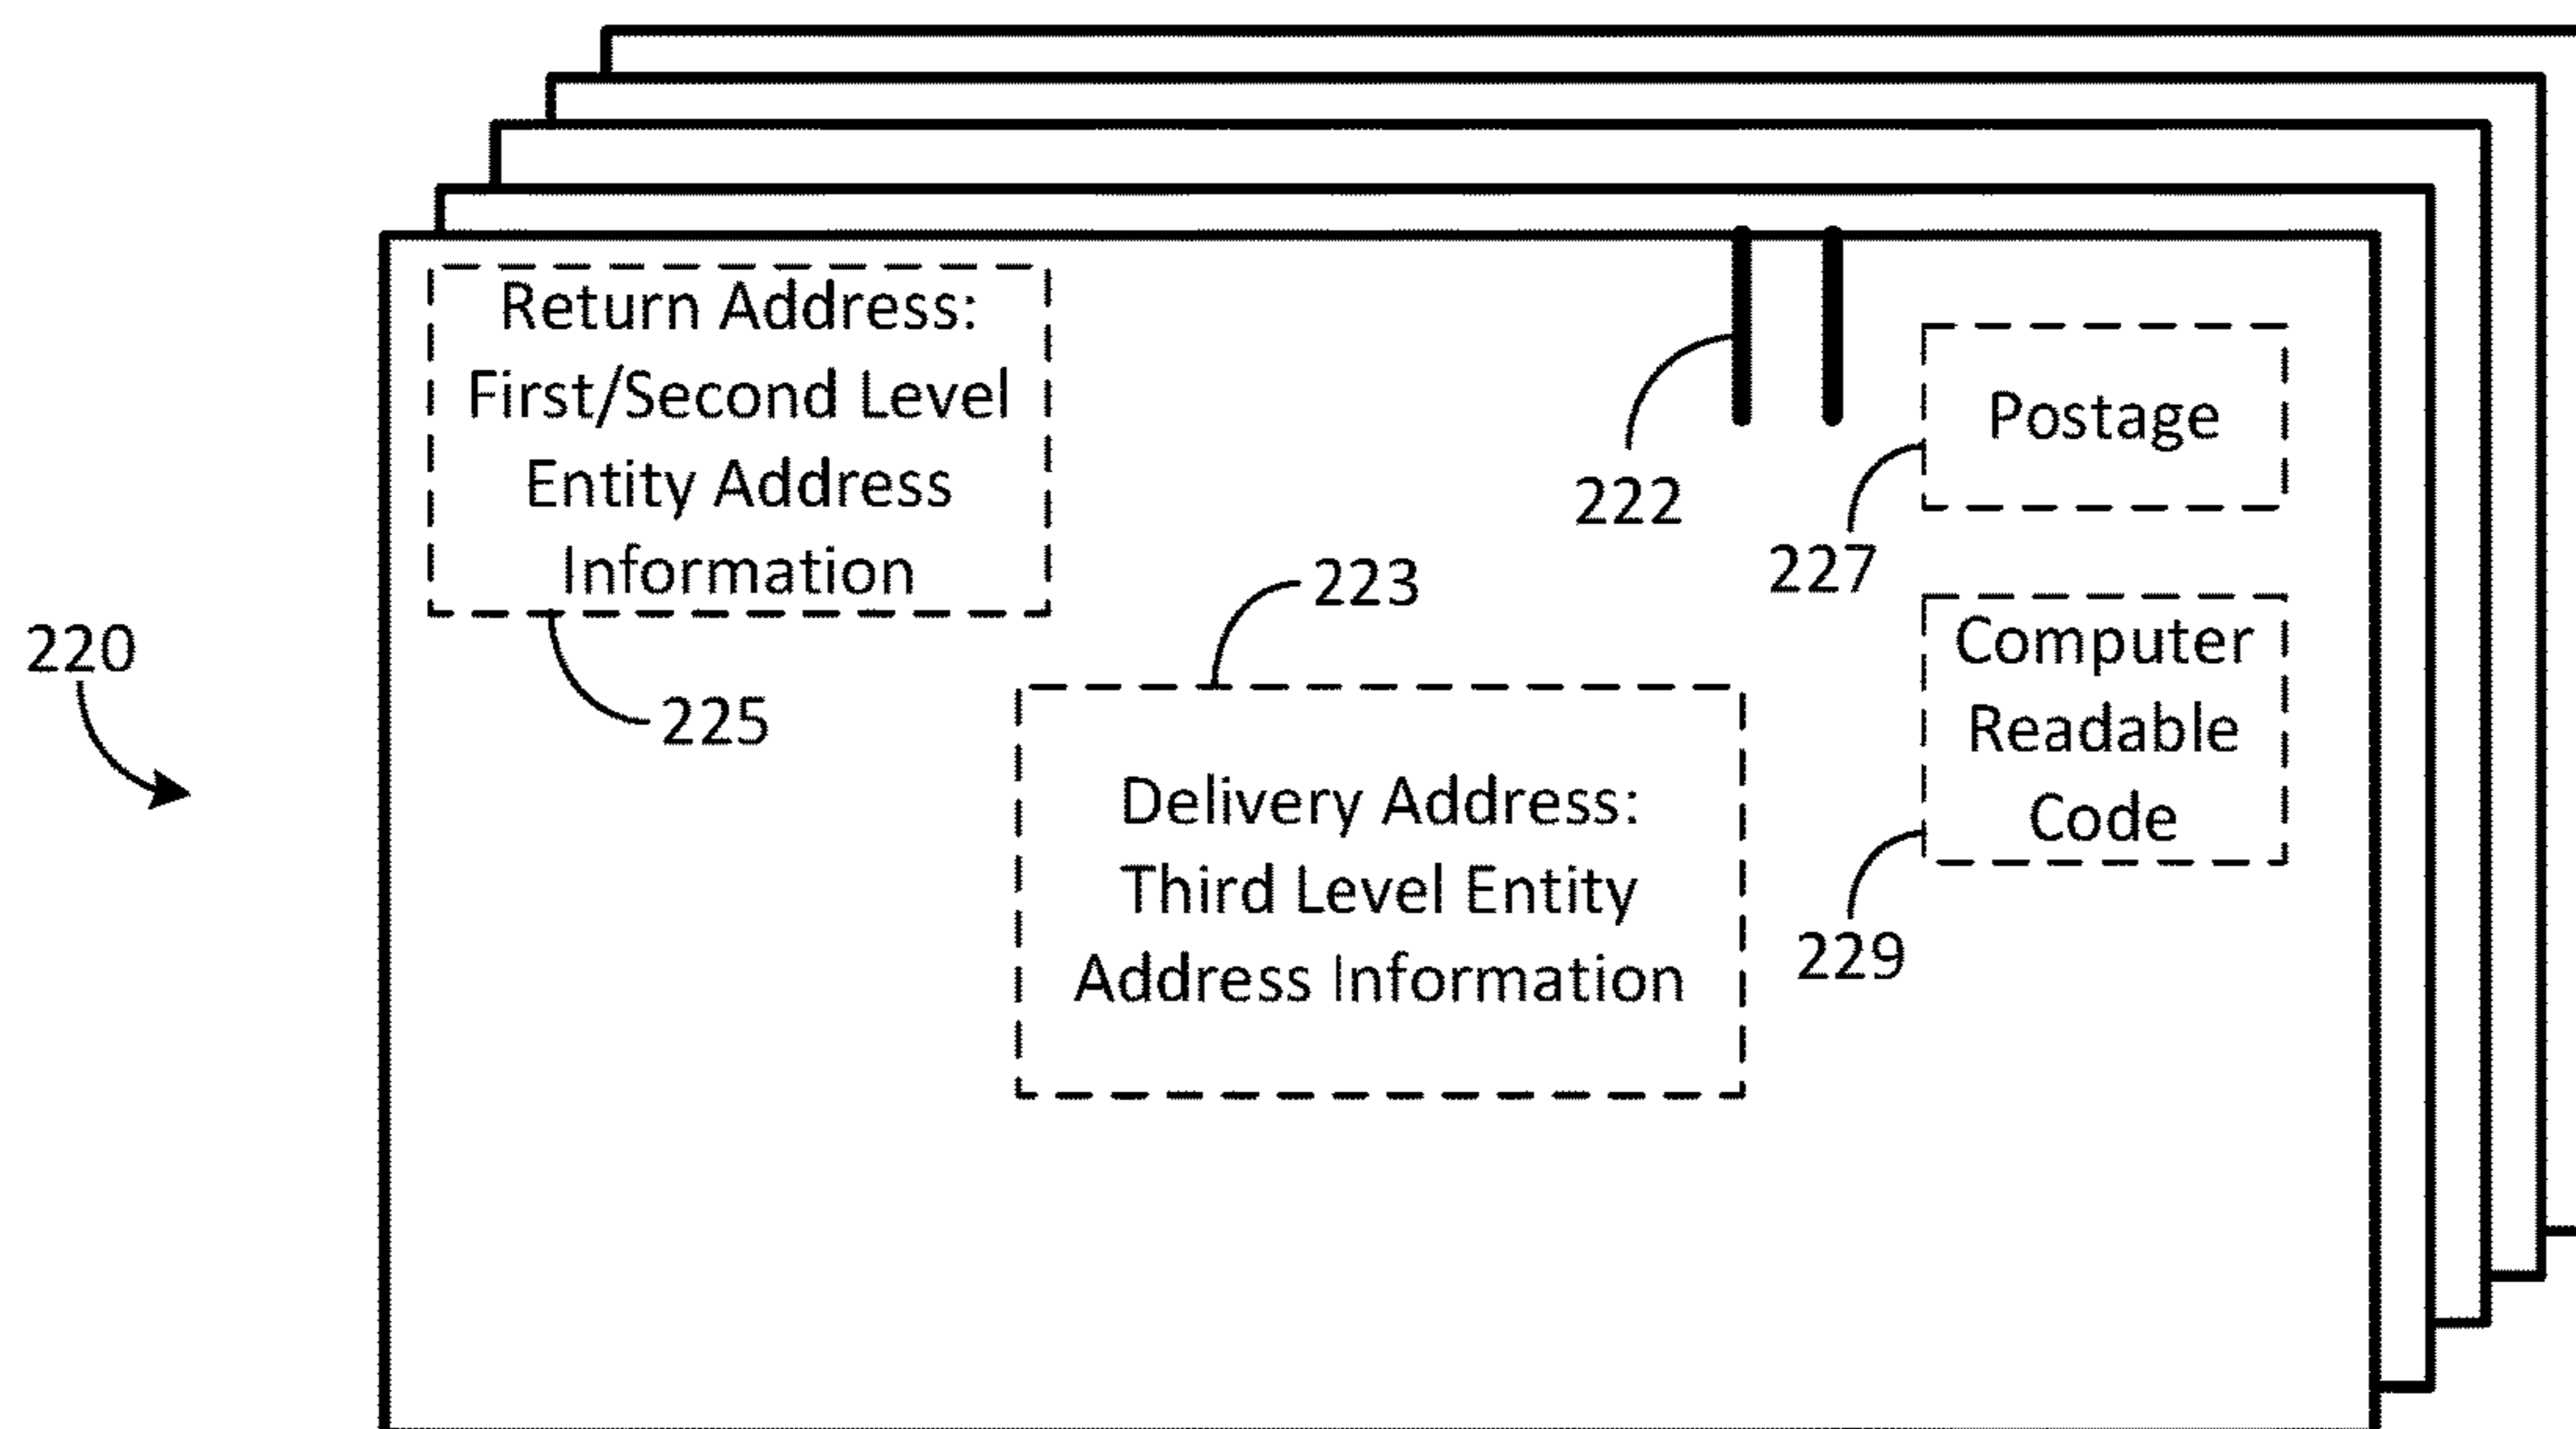 Return Address:
First/Second Level
Entity Address
Information
225
220
222
Postage
227
223
Delivery Address:
Third Level Entity
Address Information
Computer
Readable
Code
229